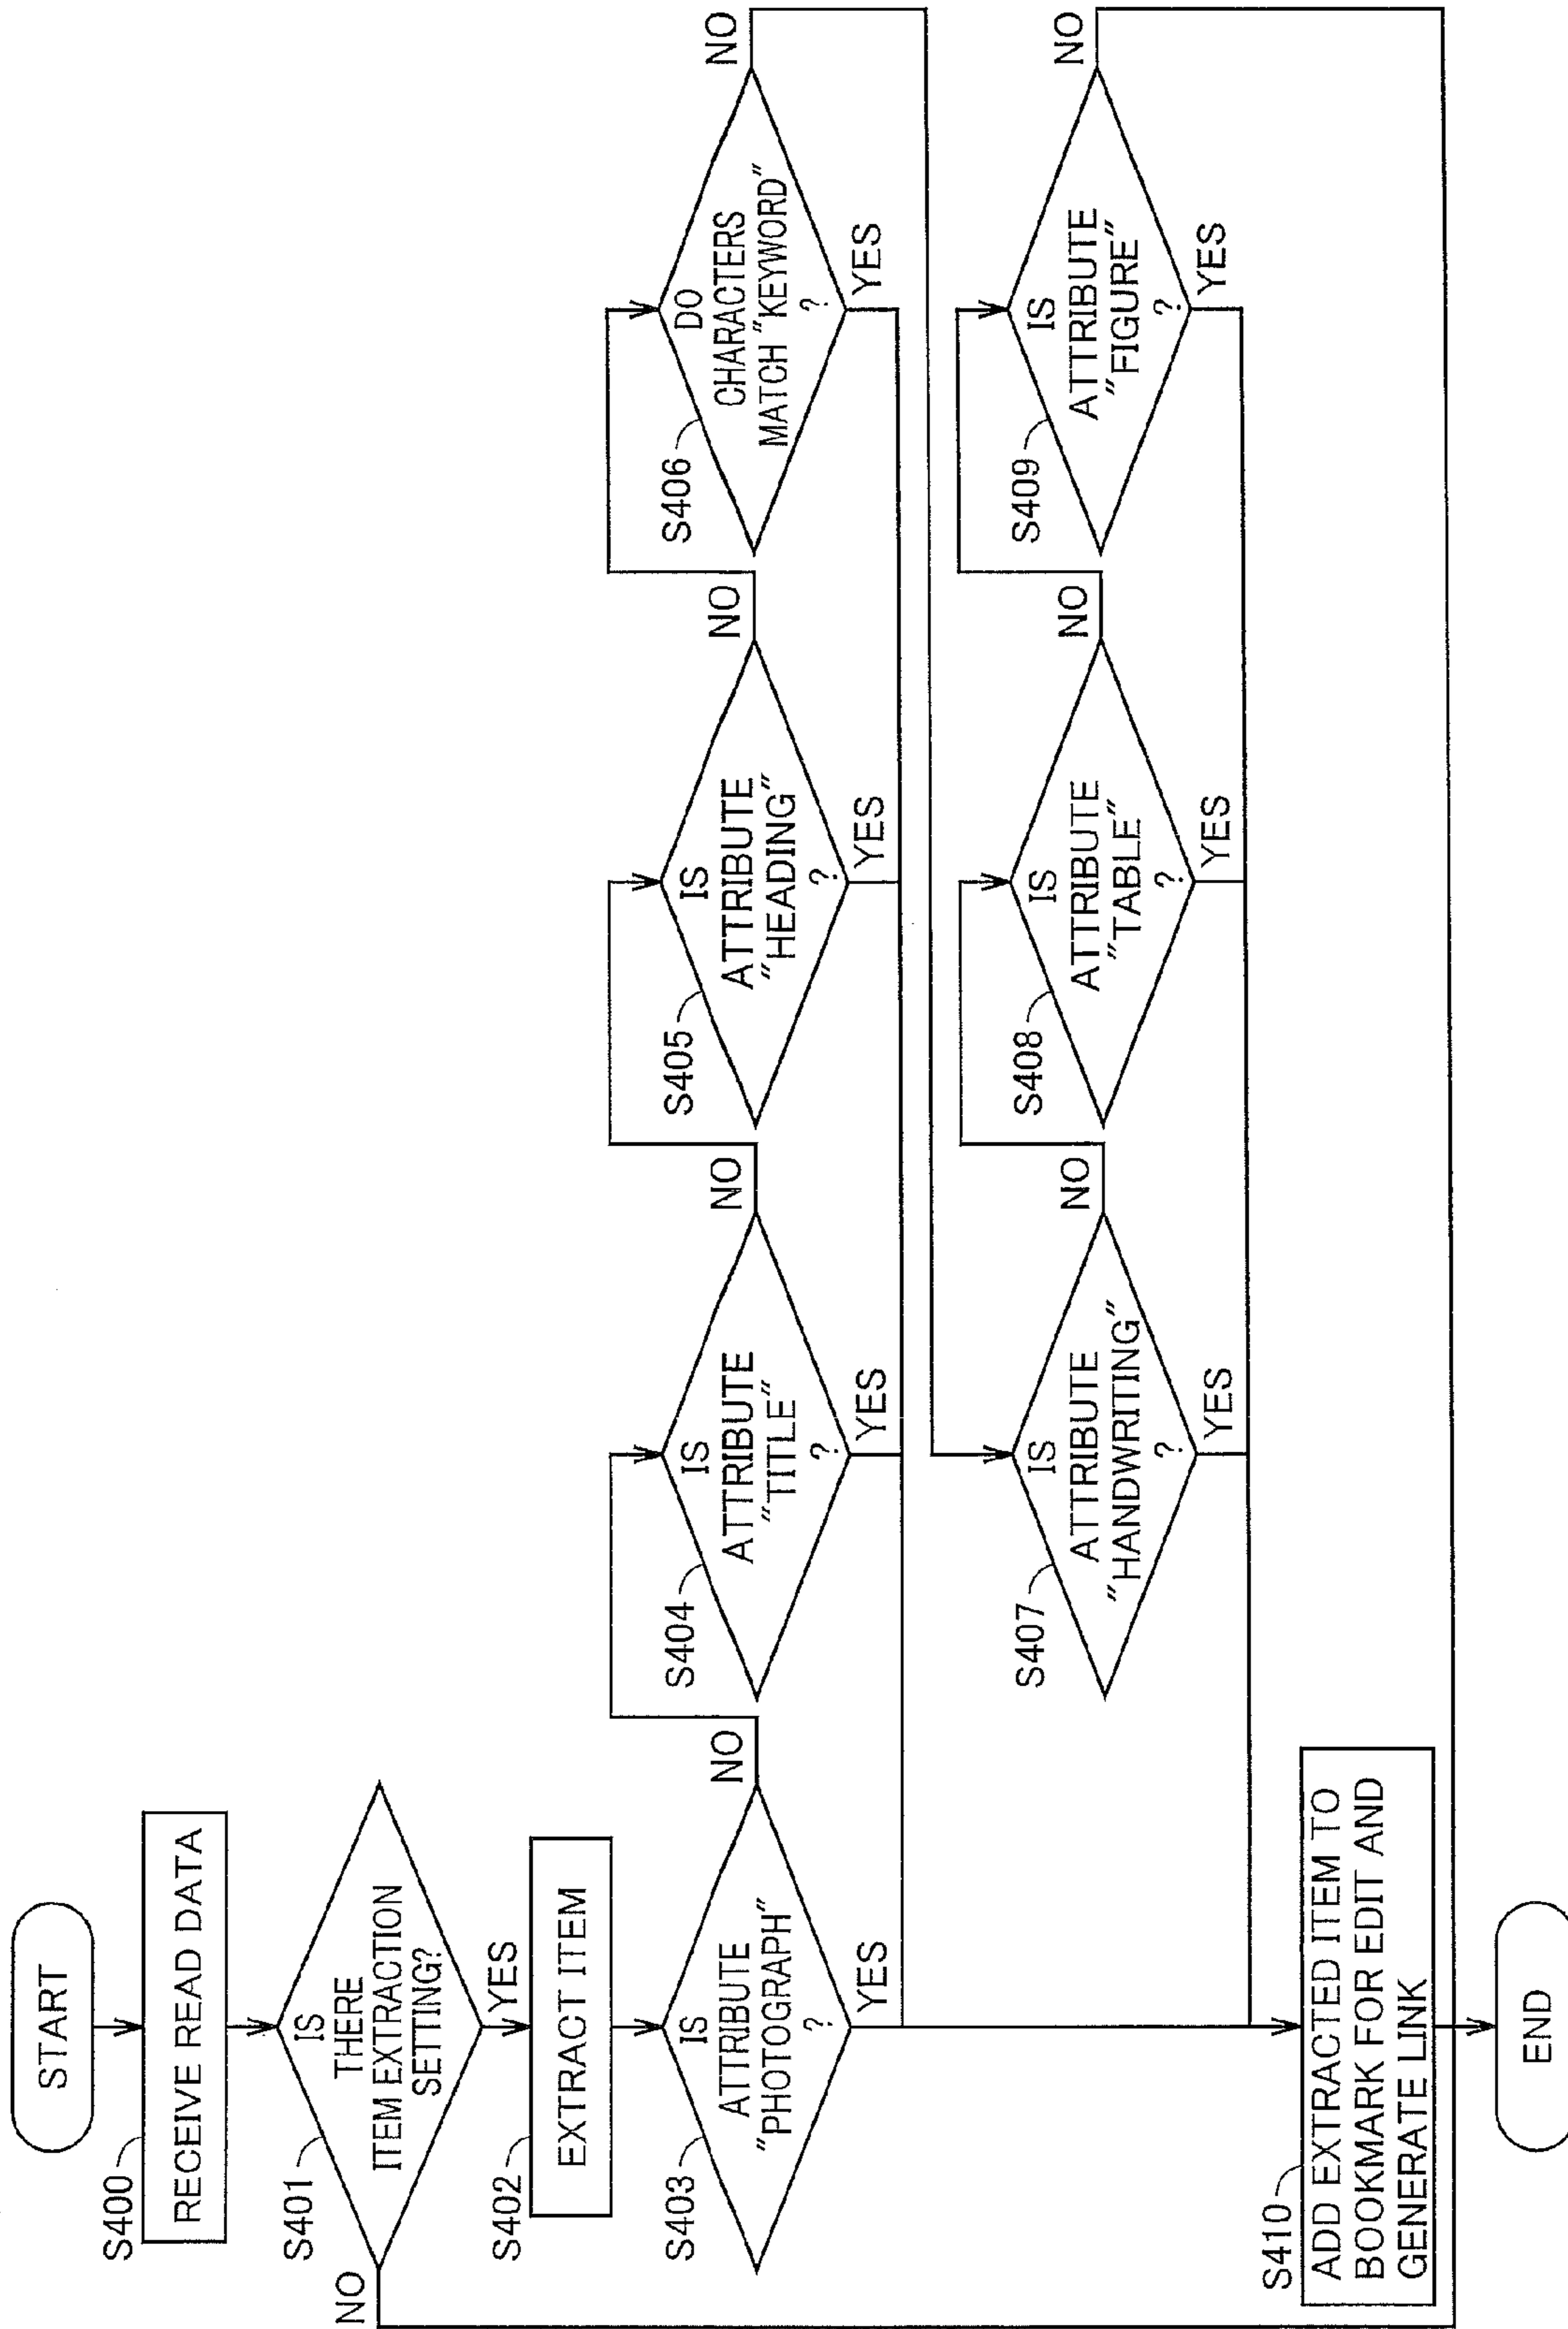 START
S400
RECEIVE READ DATA
S401
IS
THERE
ITEM EXTRACTION
SETTING?
NO
YES
S402
EXTRACT ITEM
S403
IS
ATTRIBUTE
"PHOTOGRAPH"
?
NO
YES
S404
IS
ATTRIBUTE
"TITLE"
?
NO
YES
S405
IS
ATTRIBUTE
"HEADING"
?
NO
YES
S406
DO
CHARACTERS
MATCH "KEYWORD"
?
NO
YES
S407
IS
ATTRIBUTE
"HANDWRITING"
?
NO
YES
S408
IS
ATTRIBUTE
"TABLE"
?
NO
YES
S409
IS
ATTRIBUTE
"FIGURE"
?
NO
YES
S410
ADD EXTRACTED ITEM TO
BOOKMARK FOR EDIT AND
GENERATE LINK
END